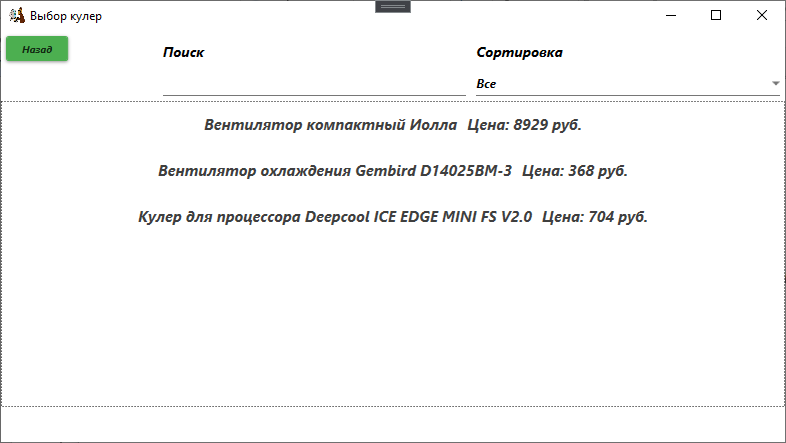 Выбор кулер
Назад
Поиск
Сортировка
Все
Вентилятор компактный Иолла Цена: 8929 руб.
Вентилятор охлаждения Gembird D14025BM-3 Цена: 368 руб.
Кулер для процессора Deepcool ICE EDGE MINI FS V2.0 Цена: 704 руб.